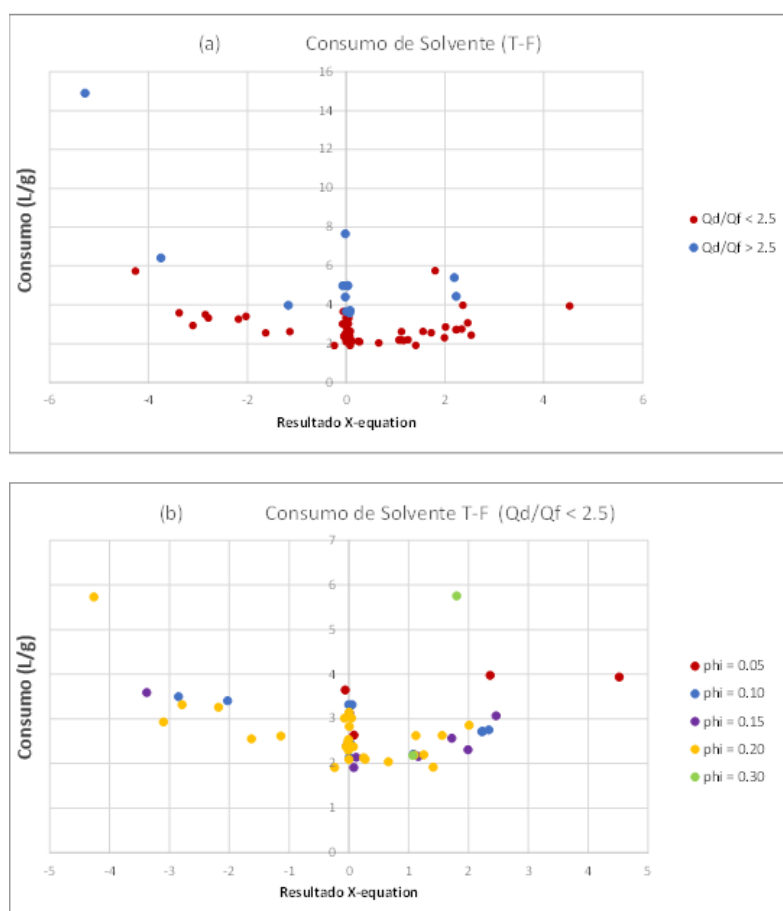 (a) Consumo de Solvente (T-F)
16
14
12
10
8
6
4
2
0
-6 -4 -2 0 2 4 6
Consumo (L/g)
Resultado X-equation
Qd/Qf < 2.5
Qd/Qf > 2.5
(b) Consumo de Solvente T-F (Qd/Qf < 2.5)
7
6
5
4
3
2
1
0
-5 -4 -3 -2 -1 0 1 2 3 4 5
Consumo (L/g)
Resultado X-equation
phi = 0.05
phi = 0.10
phi = 0.15
phi = 0.20
phi = 0.30